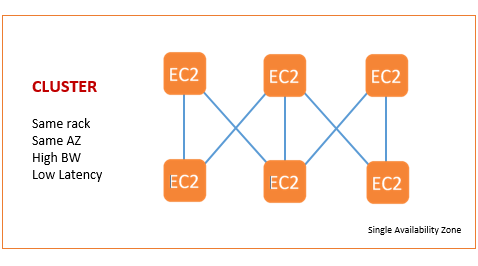 CLUSTER
Same rack
Same AZ
High BW
Low Latency
EC2
EC2
EC2
EC2
EC2
EC2
Single Availability Zone